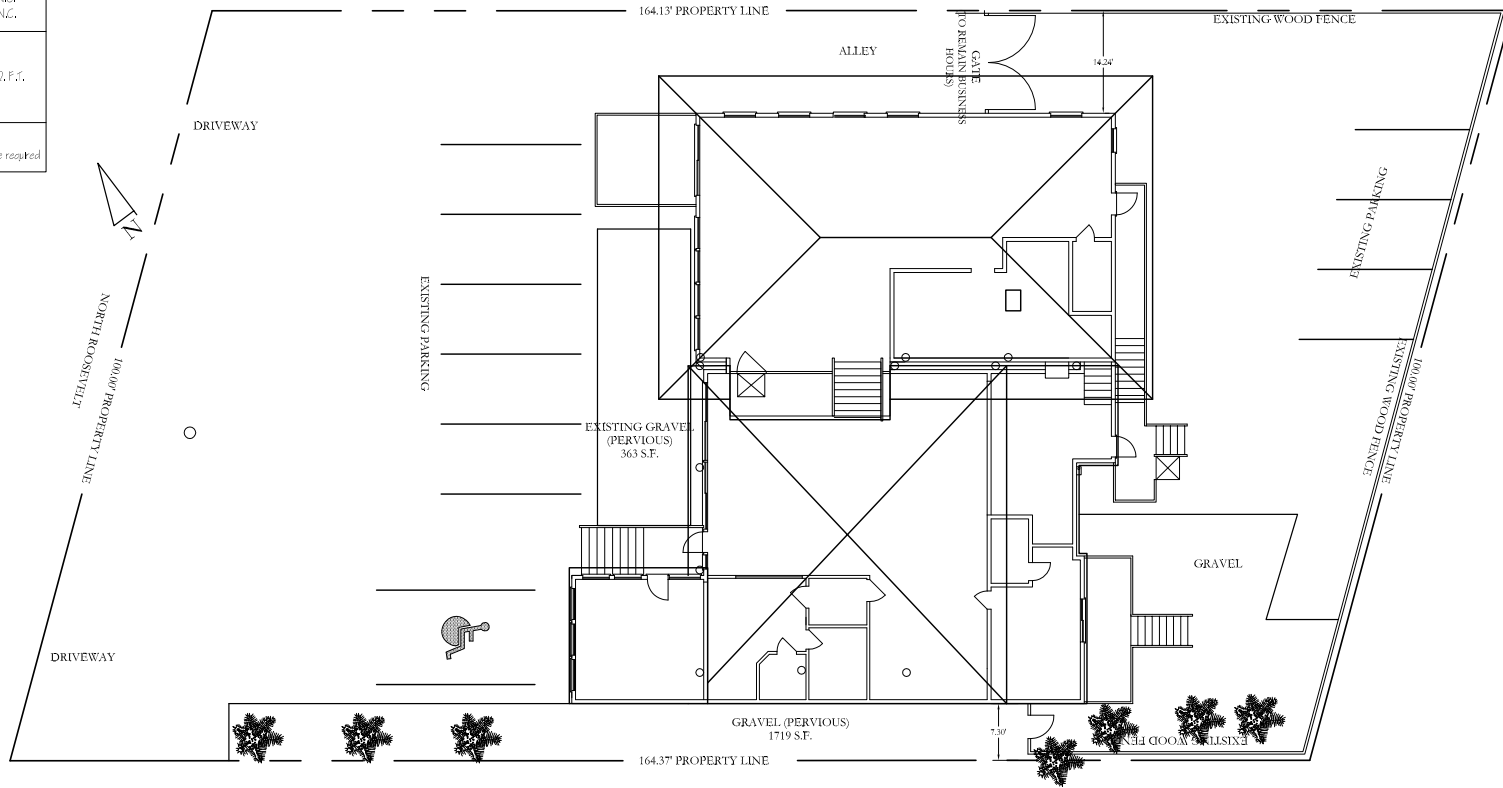 N.C.
164.13' PROPERTY LINE
EXISTING WOOD FENCE
ALLEY
GATE
TO REMAIN BUSINESS
HOURS)
14.24'
DRIVEWAY
e required
N
EXISTING PARKING
EXISTING PARKING
NORTH ROOSEVELT
100.00' PROPERTY LINE
EXISTING GRAVEL
(PERVIOUS)
363 S.F.
100.00' PROPERTY LINE
EXISTING WOOD FENCE
GRAVEL
DRIVEWAY
GRAVEL (PERVIOUS)
1719 S.F.
7.30'
EXISTING WOOD FEN
164.37' PROPERTY LINE